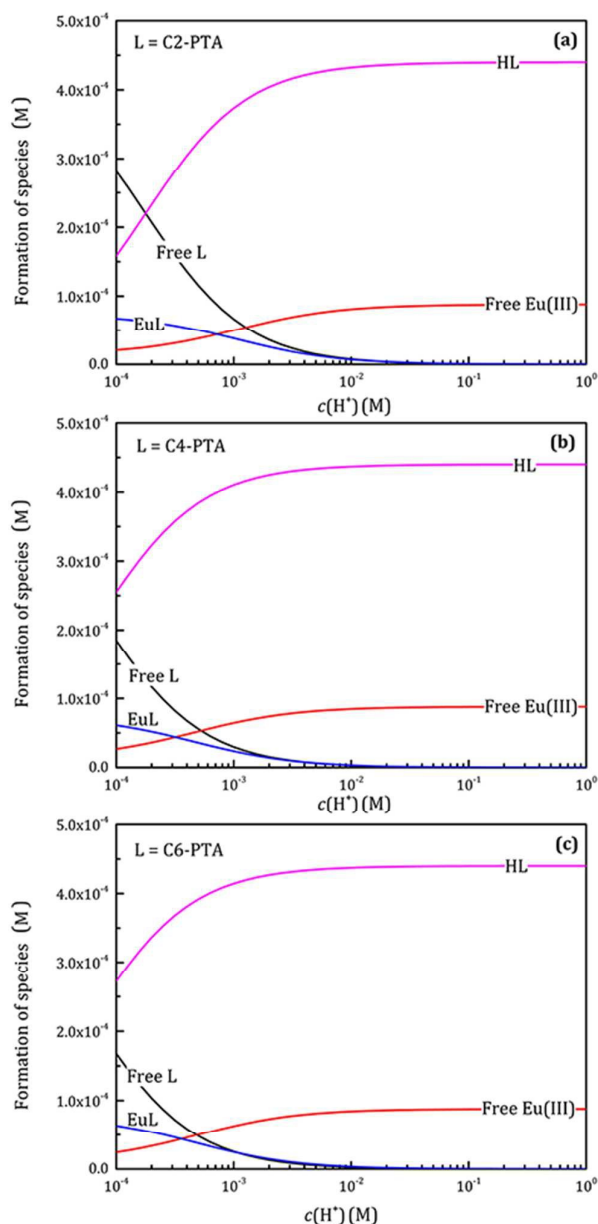 L = C2-PTA
(a)
Formation of species (M)
5.0x10⁻⁴
4.0x10⁻⁴
3.0x10⁻⁴
2.0x10⁻⁴
1.0x10⁻⁴
0.0
HL
Free L
EuL
Free Eu(III)
10⁻⁴ 10⁻³ 10⁻² 10⁻¹ 10⁰
c(H⁺)(M)
L = C4-PTA
(b)
Formation of species (M)
5.0x10⁻⁴
4.0x10⁻⁴
3.0x10⁻⁴
2.0x10⁻⁴
1.0x10⁻⁴
0.0
HL
Free L
EuL
Free Eu(III)
10⁻⁴ 10⁻³ 10⁻² 10⁻¹ 10⁰
c(H⁺)(M)
L = C6-PTA
(c)
Formation of species (M)
5.0x10⁻⁴
4.0x10⁻⁴
3.0x10⁻⁴
2.0x10⁻⁴
1.0x10⁻⁴
0.0
HL
Free L
EuL
Free Eu(III)
10⁻⁴ 10⁻³ 10⁻² 10⁻¹ 10⁰
c(H⁺)(M)